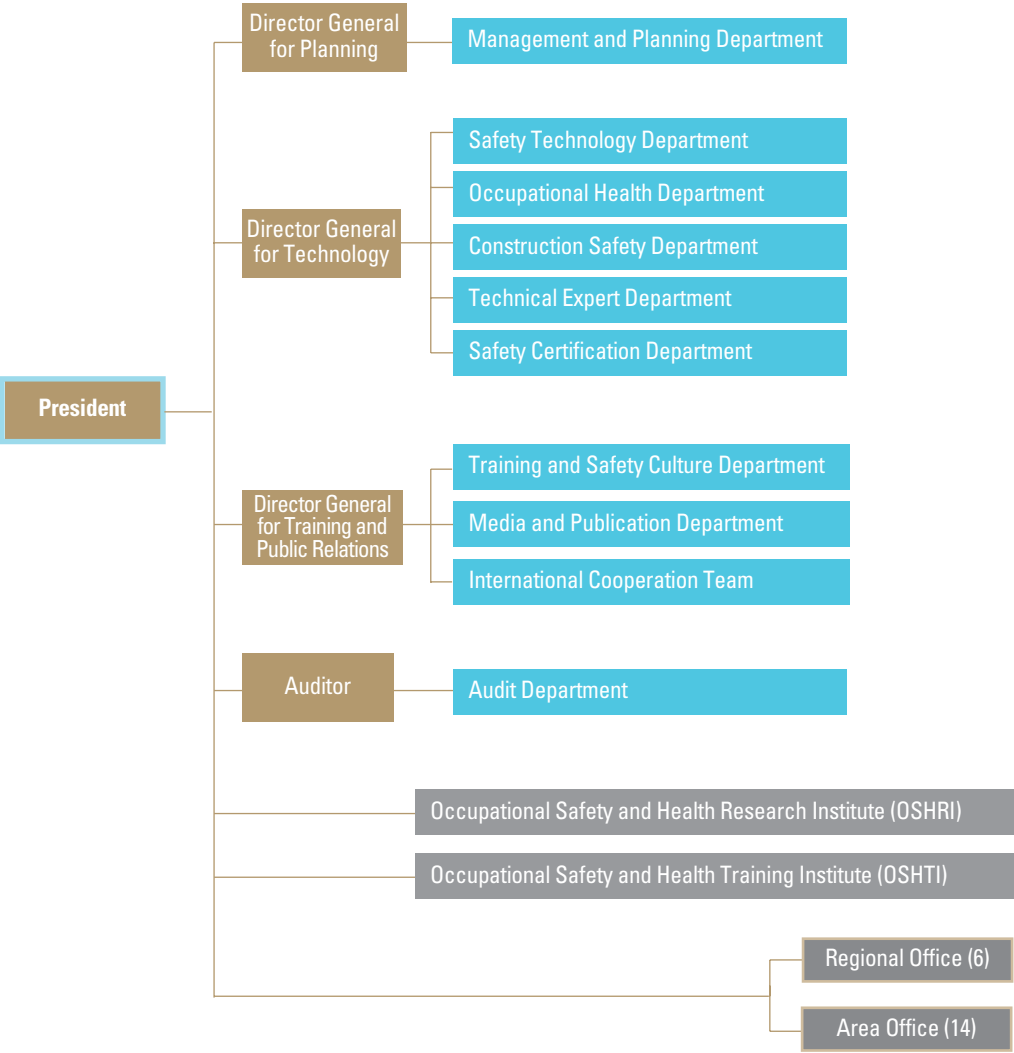 Director General
for Planning
Management and Planning Department
Safety Technology Department
Occupational Health Department
Director General
for Technology
Construction Safety Department
Technical Expert Department
Safety Certification Department
President
Training and Safety Culture Department
Director General
for Training and
Public Relations
Media and Publication Department
International Cooperation Team
Auditor
Audit Department
Occupational Safety and Health Research Institute (OSHRI)
Occupational Safety and Health Training Institute (OSHTI)
Regional Office (6)
Area Office (14)